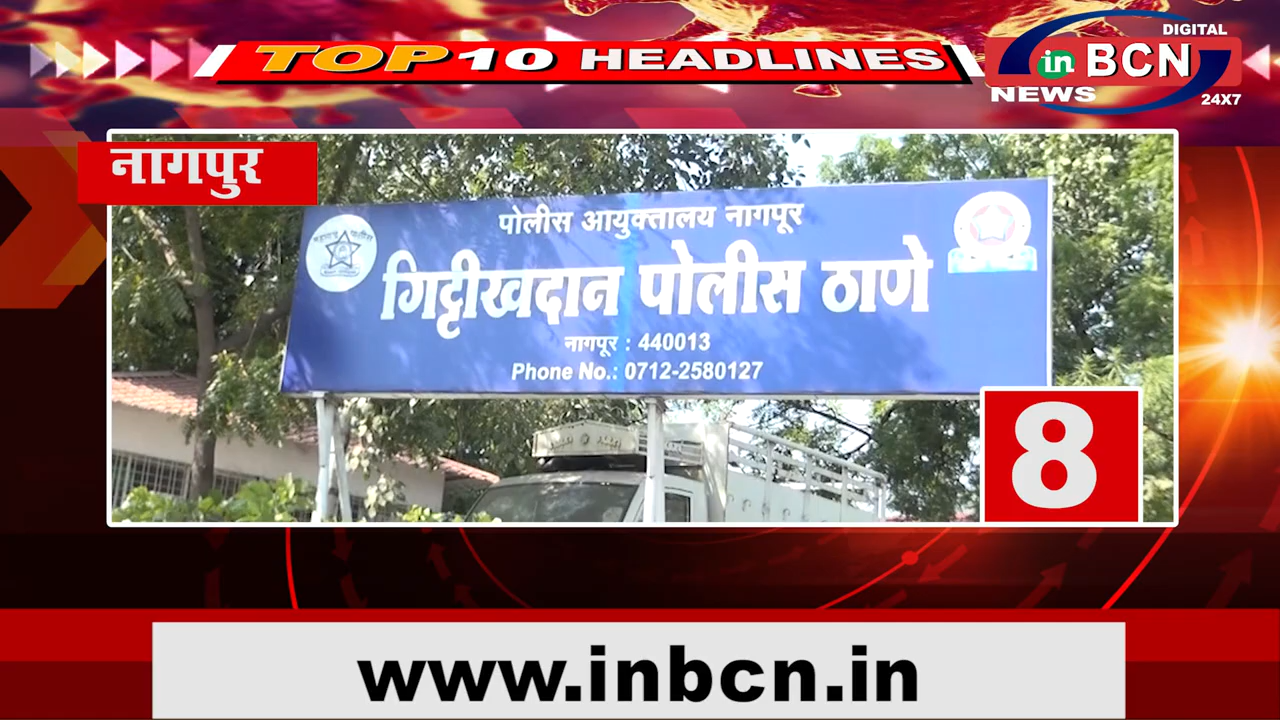 TOP 10 HEADLINES
DIGITAL
in BCN
NEWS
24X7
नागपुर
पोलीस आयुक्तालय नागपूर
गिट्टीखदान पोलीस ठाणे
नागपूर : 440013
Phone No.: 0712-2580127
8
www.inbcn.in